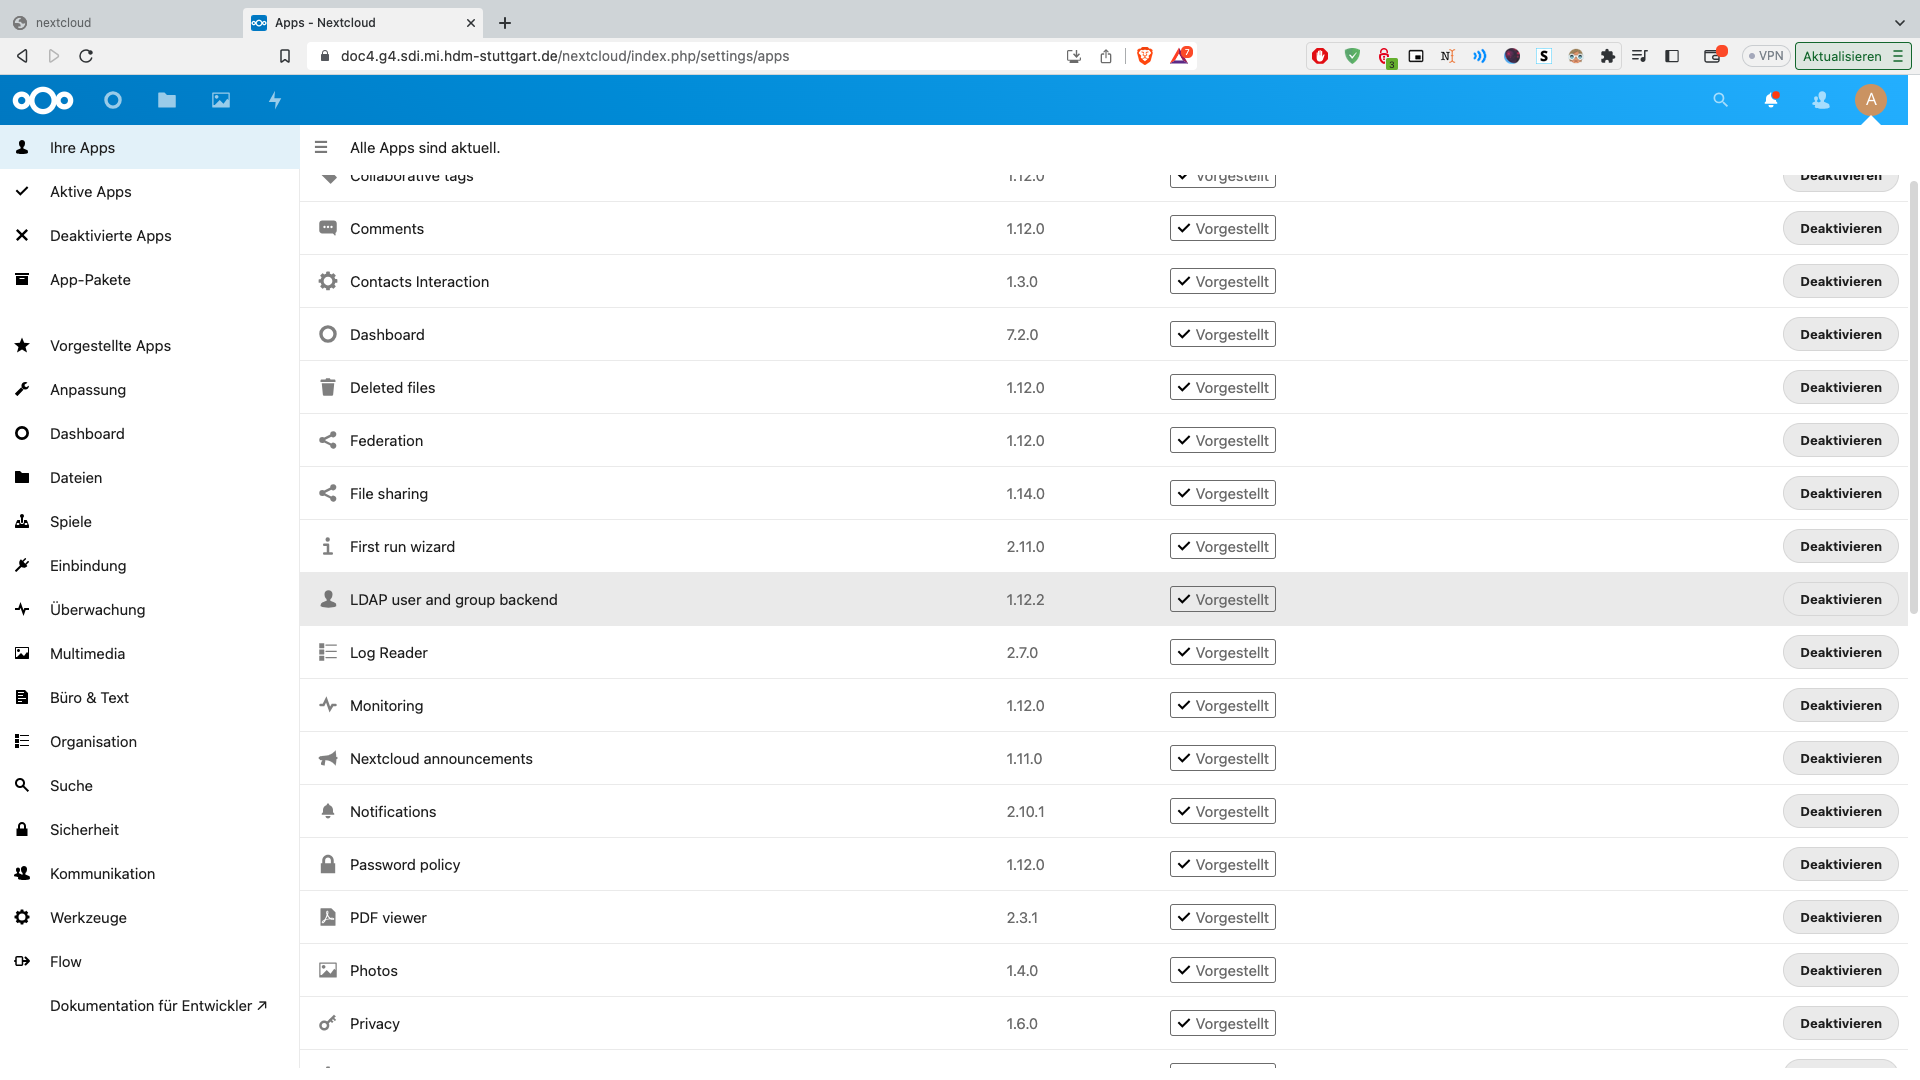 nextcloud
Apps - Nextcloud
doc4.g4.sdi.mi.hdm-stuttgart.de/nextcloud/index.php/settings/apps
7
3
N
S
VPN
Aktualisieren
A
Ihre Apps
Aktive Apps
Deaktivierte Apps
App-Pakete
Vorgestellte Apps
Anpassung
Dashboard
Dateien
Spiele
Einbindung
Überwachung
Multimedia
Büro & Text
Organisation
Suche
Sicherheit
Kommunikation
Werkzeuge
Flow
Dokumentation für Entwickler ↗
Alle Apps sind aktuell.
Collaborative tags 1.12.0 Vorgestellt Deaktivieren
Comments 1.12.0 Vorgestellt Deaktivieren
Contacts Interaction 1.3.0 Vorgestellt Deaktivieren
Dashboard 7.2.0 Vorgestellt Deaktivieren
Deleted files 1.12.0 Vorgestellt Deaktivieren
Federation 1.12.0 Vorgestellt Deaktivieren
File sharing 1.14.0 Vorgestellt Deaktivieren
First run wizard 2.11.0 Vorgestellt Deaktivieren
LDAP user and group backend 1.12.2 Vorgestellt Deaktivieren
Log Reader 2.7.0 Vorgestellt Deaktivieren
Monitoring 1.12.0 Vorgestellt Deaktivieren
Nextcloud announcements 1.11.0 Vorgestellt Deaktivieren
Notifications 2.10.1 Vorgestellt Deaktivieren
Password policy 1.12.0 Vorgestellt Deaktivieren
PDF viewer 2.3.1 Vorgestellt Deaktivieren
Photos 1.4.0 Vorgestellt Deaktivieren
Privacy 1.6.0 Vorgestellt Deaktivieren